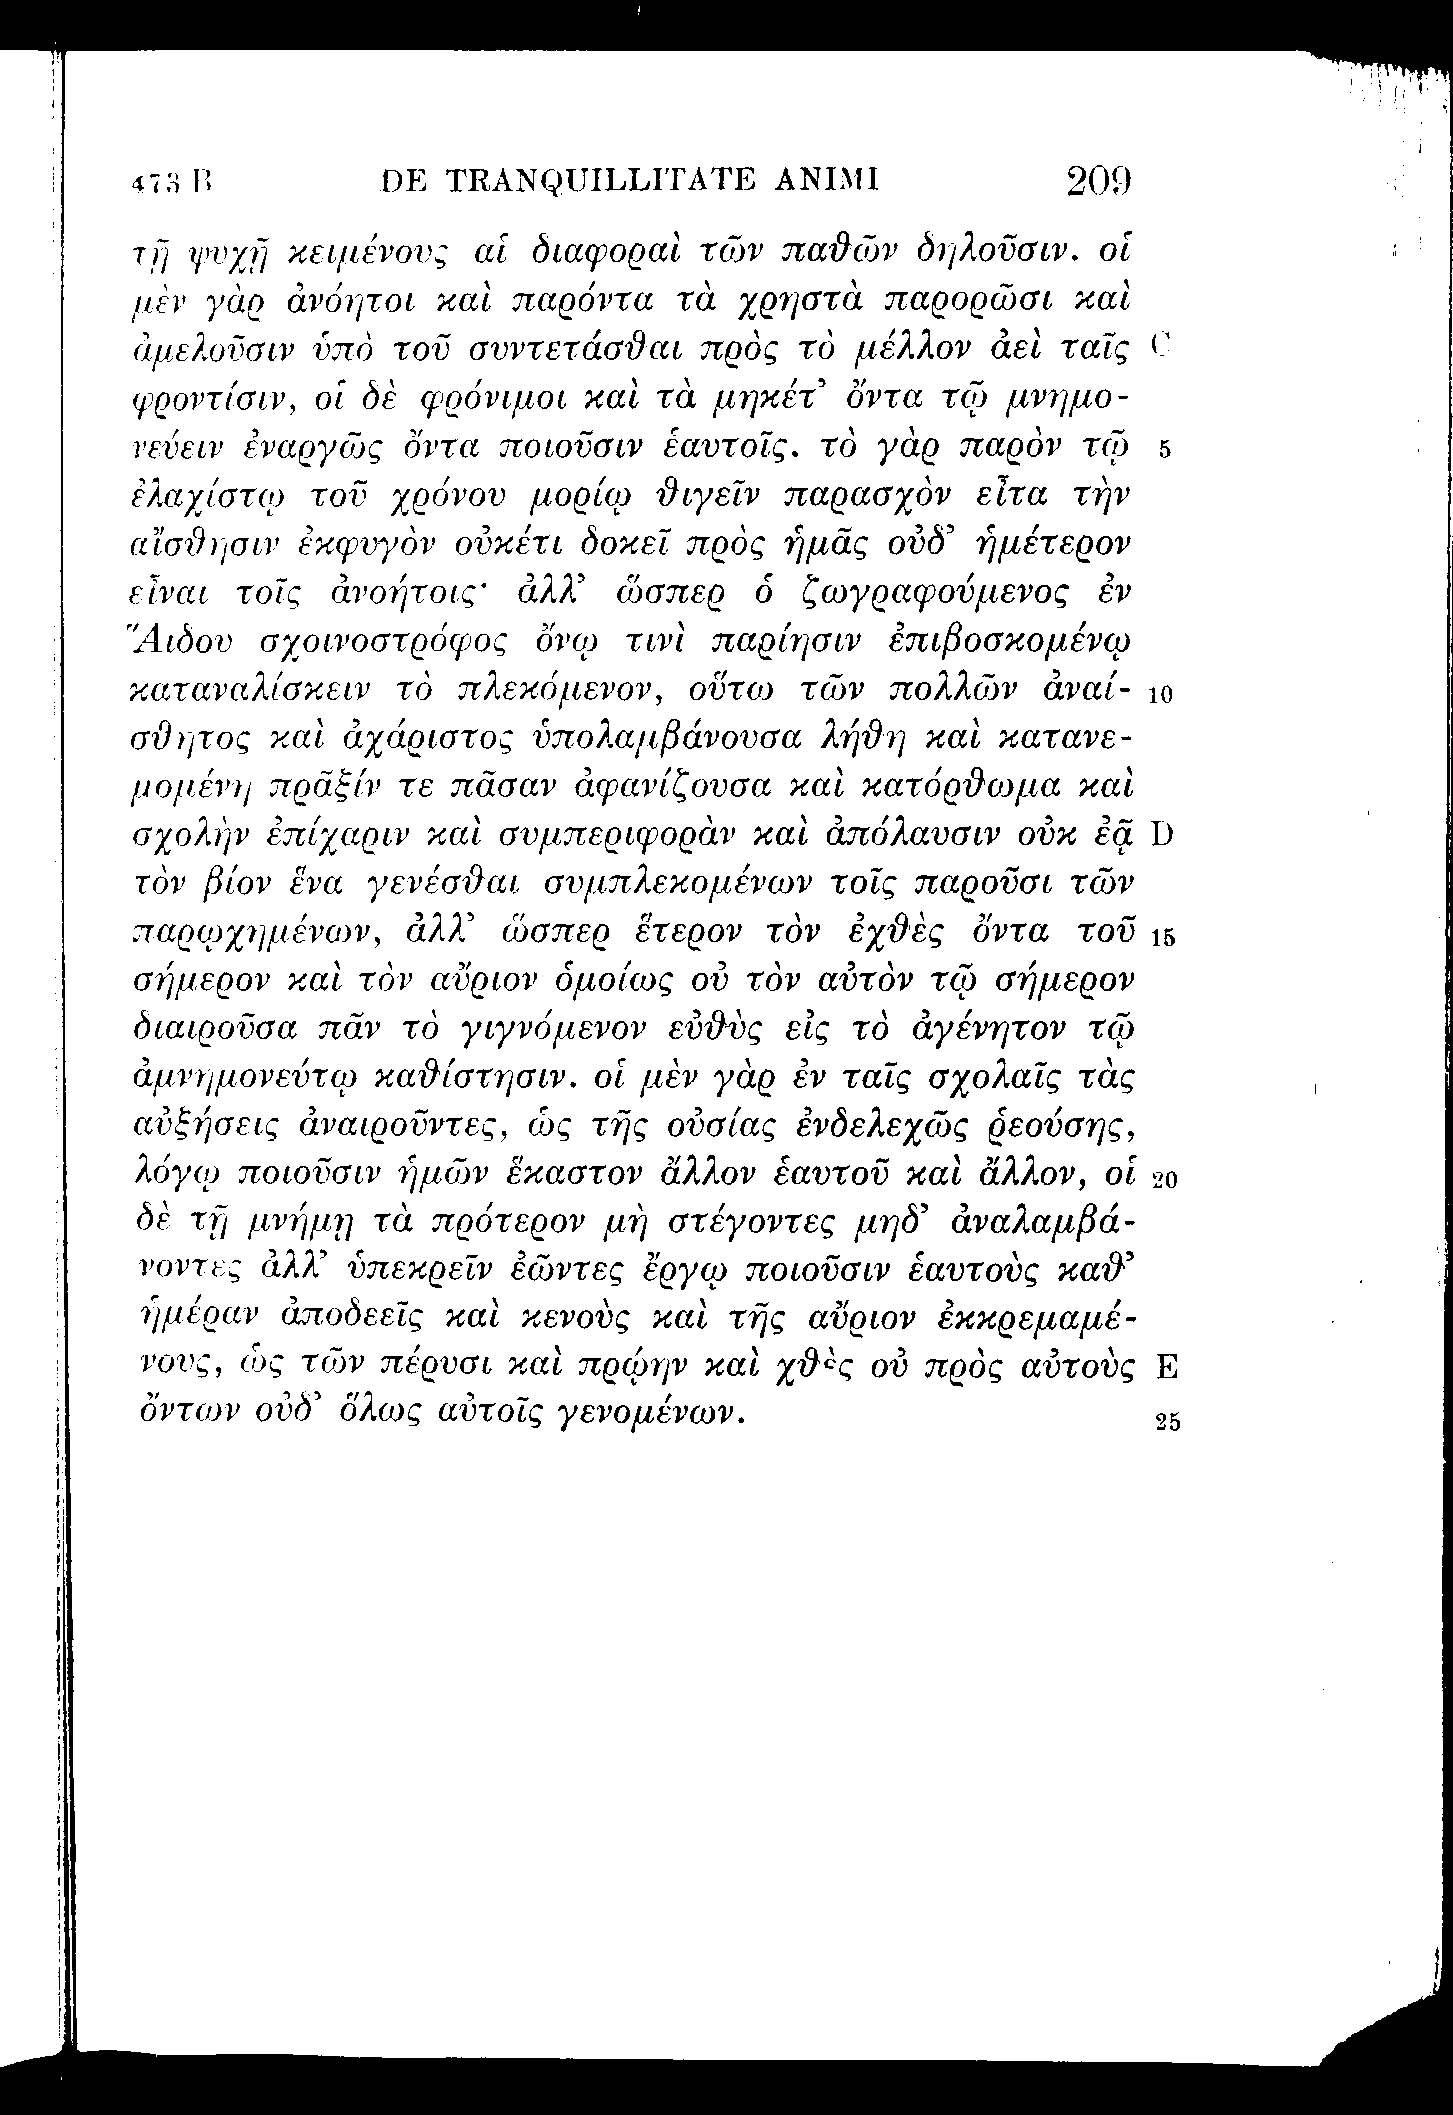 473 B DE TRANQUILLITATE ANIMI 209
τῇ ψυχῇ κειμένους αἱ διαφοραὶ τῶν παθῶν δηλοῦσιν. οἱ
μὲν γὰρ ἀνόητοι καὶ παρόντα τὰ χρηστὰ παρορῶσι καὶ
ἀμελοῦσιν ὑπὸ τοῦ συντετάσθαι πρὸς τὸ μέλλον ἀεὶ ταῖς C
φροντίσιν, οἱ δὲ φρόνιμοι καὶ τὰ μηκέτ’ ὄντα τῷ μνημο-
νεύειν ἐναργῶς ὄντα ποιοῦσιν ἑαυτοῖς. τὸ γὰρ παρὸν τῷ 5
ἐλαχίστῳ τοῦ χρόνου μορίῳ θιγεῖν παρασχὸν εἶτα τὴν
αἴσθησιν ἐκφυγὸν οὐκέτι δοκεῖ πρὸς ἡμᾶς οὐδ’ ἡμέτερον
εἶναι τοῖς ἀνοήτοις· ἀλλ’ ὥσπερ ὁ ζωγραφούμενος ἐν
Ἅιδου σχοινοστρόφος ὄνῳ τινὶ παρίησιν ἐπιβοσκομένῳ
καταναλίσκειν τὸ πλεκόμενον, οὕτω τῶν πολλῶν ἀναί- 10
σθητος καὶ ἀχάριστος ὑπολαμβάνουσα λήθη καὶ κατανε-
μομένη πρᾶξίν τε πᾶσαν ἀφανίζουσα καὶ κατόρθωμα καὶ
σχολὴν ἐπίχαριν καὶ συμπεριφορὰν καὶ ἀπόλαυσιν οὐκ ἐᾷ D
τὸν βίον ἕνα γενέσθαι συμπλεκομένων τοῖς παροῦσι τῶν
παρῳχημένων, ἀλλ’ ὥσπερ ἕτερον τὸν ἐχθὲς ὄντα τοῦ 15
σήμερον καὶ τὸν αὔριον ὁμοίως οὐ τὸν αὐτὸν τῷ σήμερον
διαιροῦσα πᾶν τὸ γιγνόμενον εὐθὺς εἰς τὸ ἀγένητον τῷ
ἀμνημονεύτῳ καθίστησιν. οἱ μὲν γὰρ ἐν ταῖς σχολαῖς τὰς
αὐξήσεις ἀναιροῦντες, ὡς τῆς οὐσίας ἐνδελεχῶς ῥεούσης,
λόγῳ ποιοῦσιν ἡμῶν ἕκαστον ἄλλον ἑαυτοῦ καὶ ἄλλον, οἱ 20
δὲ τῇ μνήμῃ τὰ πρότερον μὴ στέγοντες μηδ’ ἀναλαμβά-
νοντες ἀλλ’ ὑπεκρεῖν ἐῶντες ἔργῳ ποιοῦσιν ἑαυτοὺς καθ’
ἡμέραν ἀποδεεῖς καὶ κενοὺς καὶ τῆς αὔριον ἐκκρεμαμέ-
νους, ὡς τῶν πέρυσι καὶ πρῴην καὶ χθὲς οὐ πρὸς αὐτοὺς E
ὄντων οὐδ’ ὅλως αὐτοῖς γενομένων. 25